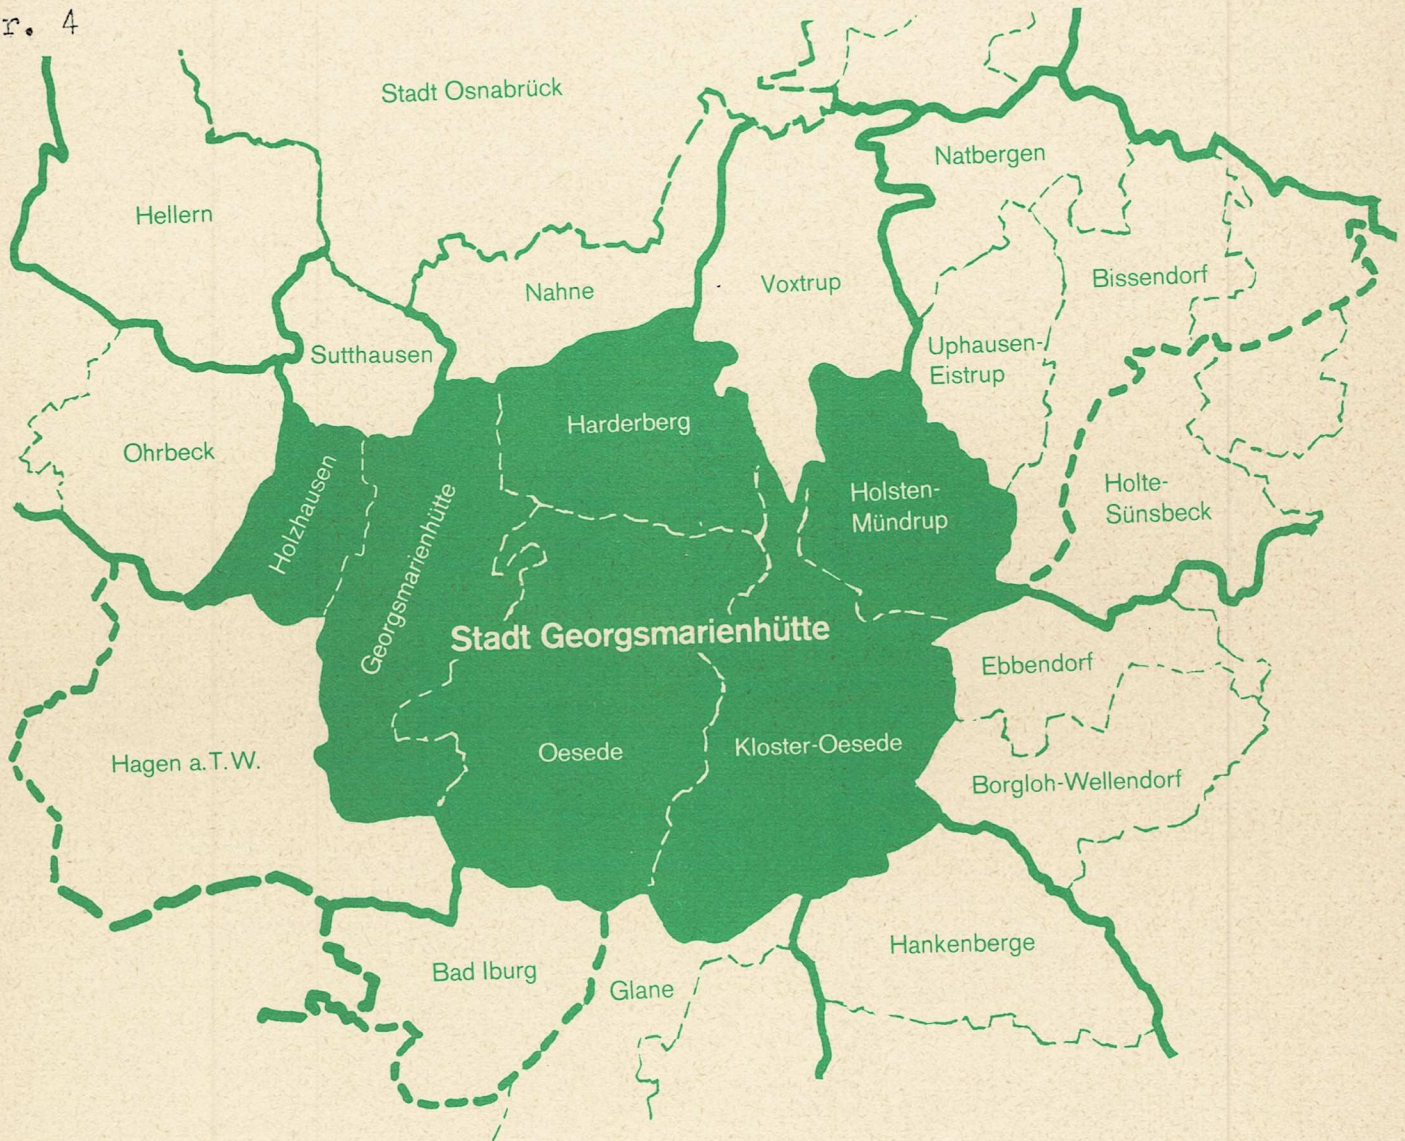 r. 4
Stadt Osnabrück
Natbergen
Hellern
Nahne
Voxtrup
Bissendorf
Sutthausen
Uphausen-
Eistrup
Harderberg
Ohrbeck
Holzhausen
Georgsmarienhütte
Holsten-
Mündrup
Holte-
Sünsbeck
Stadt Georgsmarienhütte
Ebbendorf
Hagen a.T.W.
Oesede
Kloster-Oesede
Borgloh-Wellendorf
Bad Iburg
Glane
Hankenberge